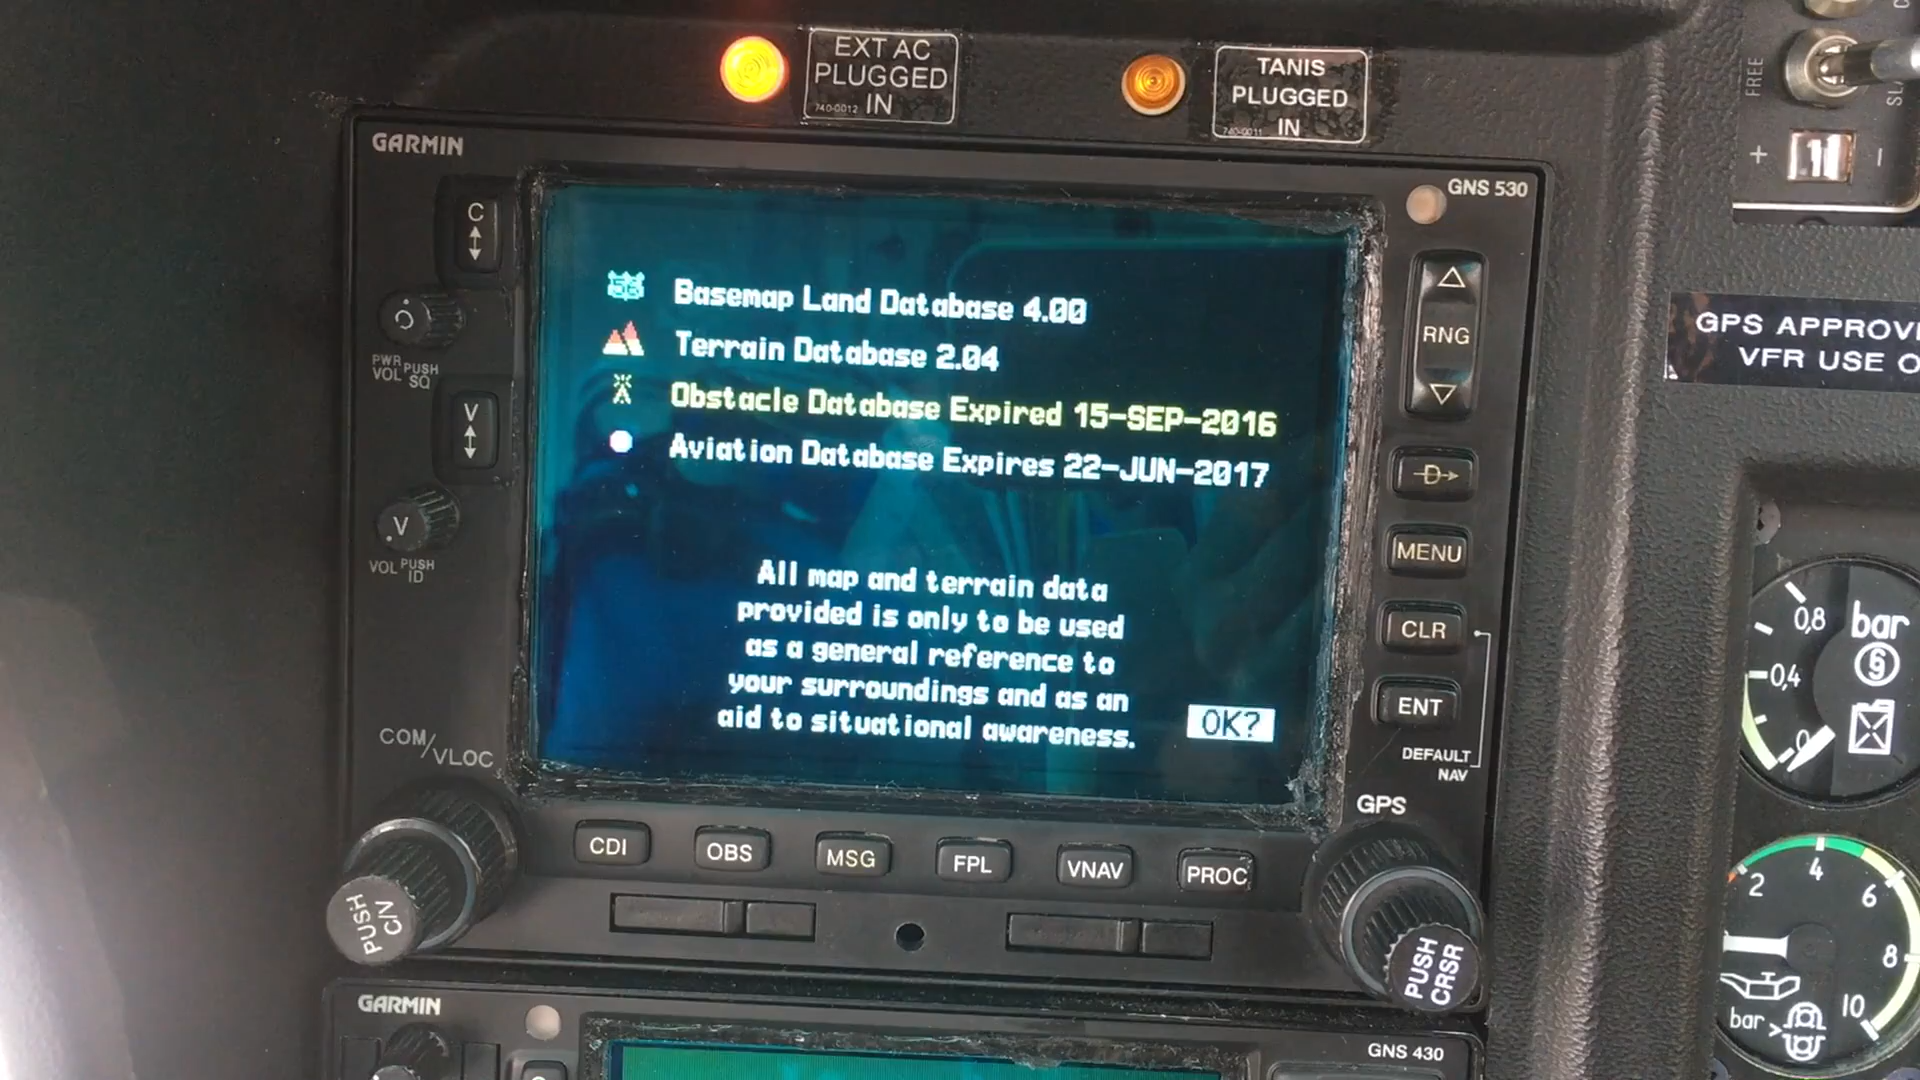 EXT AC
PLUGGED
IN
740-0012
TANIS
PLUGGED
IN
740-0011
FREE
+ 1 -
GARMIN
GNS 530
C
PWR
VOL
PUSH
SQ
V
V
VOL
PUSH
ID
COM/VLOC
PUSH
C/V
Basemap Land Database 4.00
Terrain Database 2.04
Obstacle Database Expired 15-SEP-2016
Aviation Database Expires 22-JUN-2017
All map and terrain data
provided is only to be used
as a general reference to
your surroundings and as an
aid to situational awareness.
OK?
RNG
D
MENU
CLR
ENT
DEFAULT
NAV
GPS
PUSH
CRSR
CDI
OBS
MSG
FPL
VNAV
PROC
GPS APPROV
VFR USE O
0,8
0,4
0
bar
2
4
6
8
10
bar
GARMIN
GNS 430